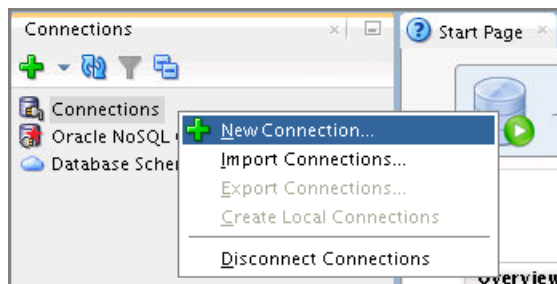 Connections
Start Page
Connections
Oracle NoSQL
Database Schem
New Connection...
Import Connections...
Export Connections...
Create Local Connections
Disconnect Connections
Overview